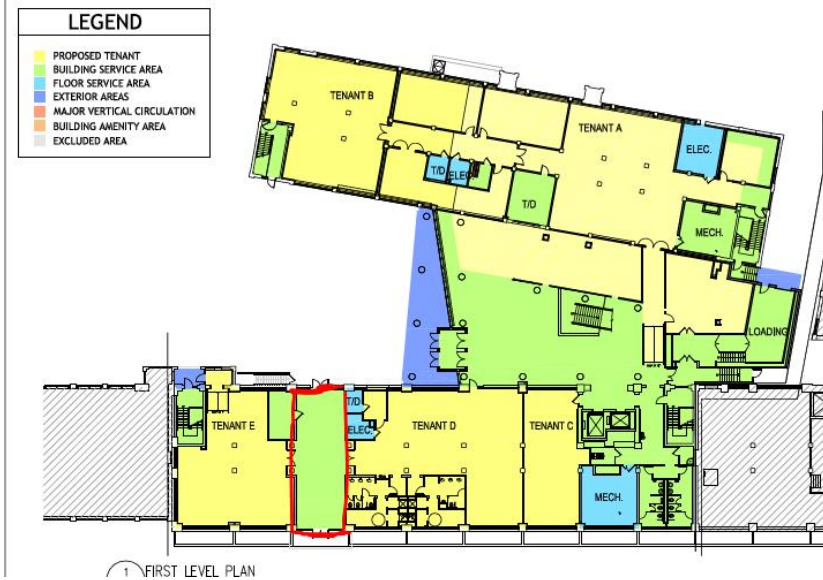 LEGEND
PROPOSED TENANT
BUILDING SERVICE AREA
FLOOR SERVICE AREA
EXTERIOR AREAS
MAJOR VERTICAL CIRCULATION
BUILDING AMENITY AREA
EXCLUDED AREA
TENANT B
TENANT A
ELEC.
T/D
ELEC.
T/D
MECH.
LOADING
T/D
TENANT E
ELEC.
TENANT D
TENANT C
MECH.
1 FIRST LEVEL PLAN